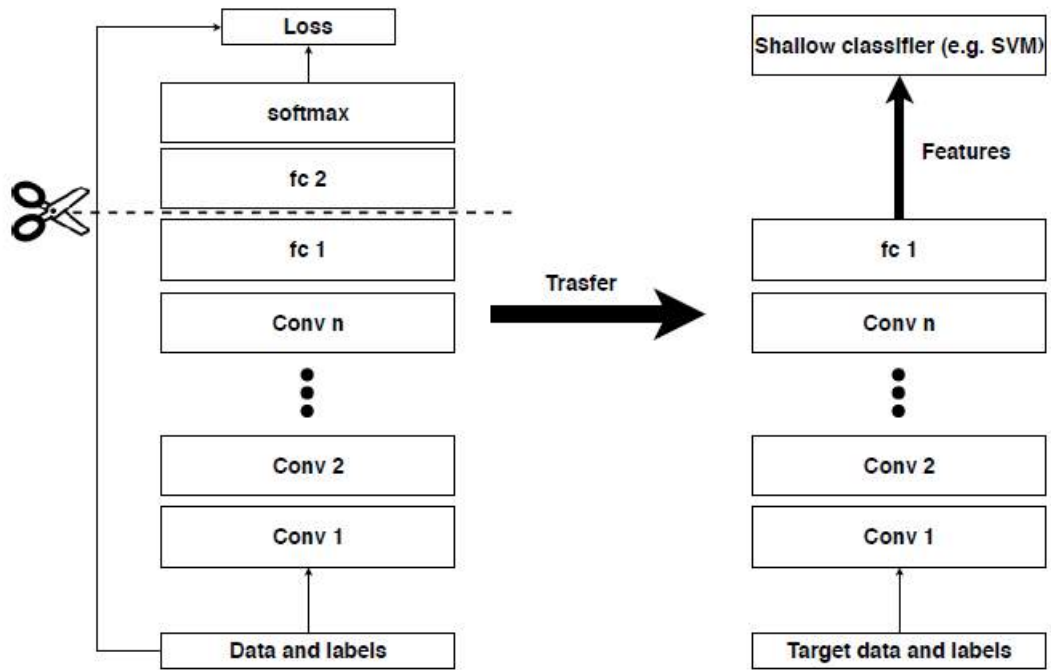 Loss
softmax
fc 2
fc 1
Conv n
Conv 2
Conv 1
Data and labels
Trasfer
Shallow classifier (e.g. SVM)
Features
fc 1
Conv n
Conv 2
Conv 1
Target data and labels